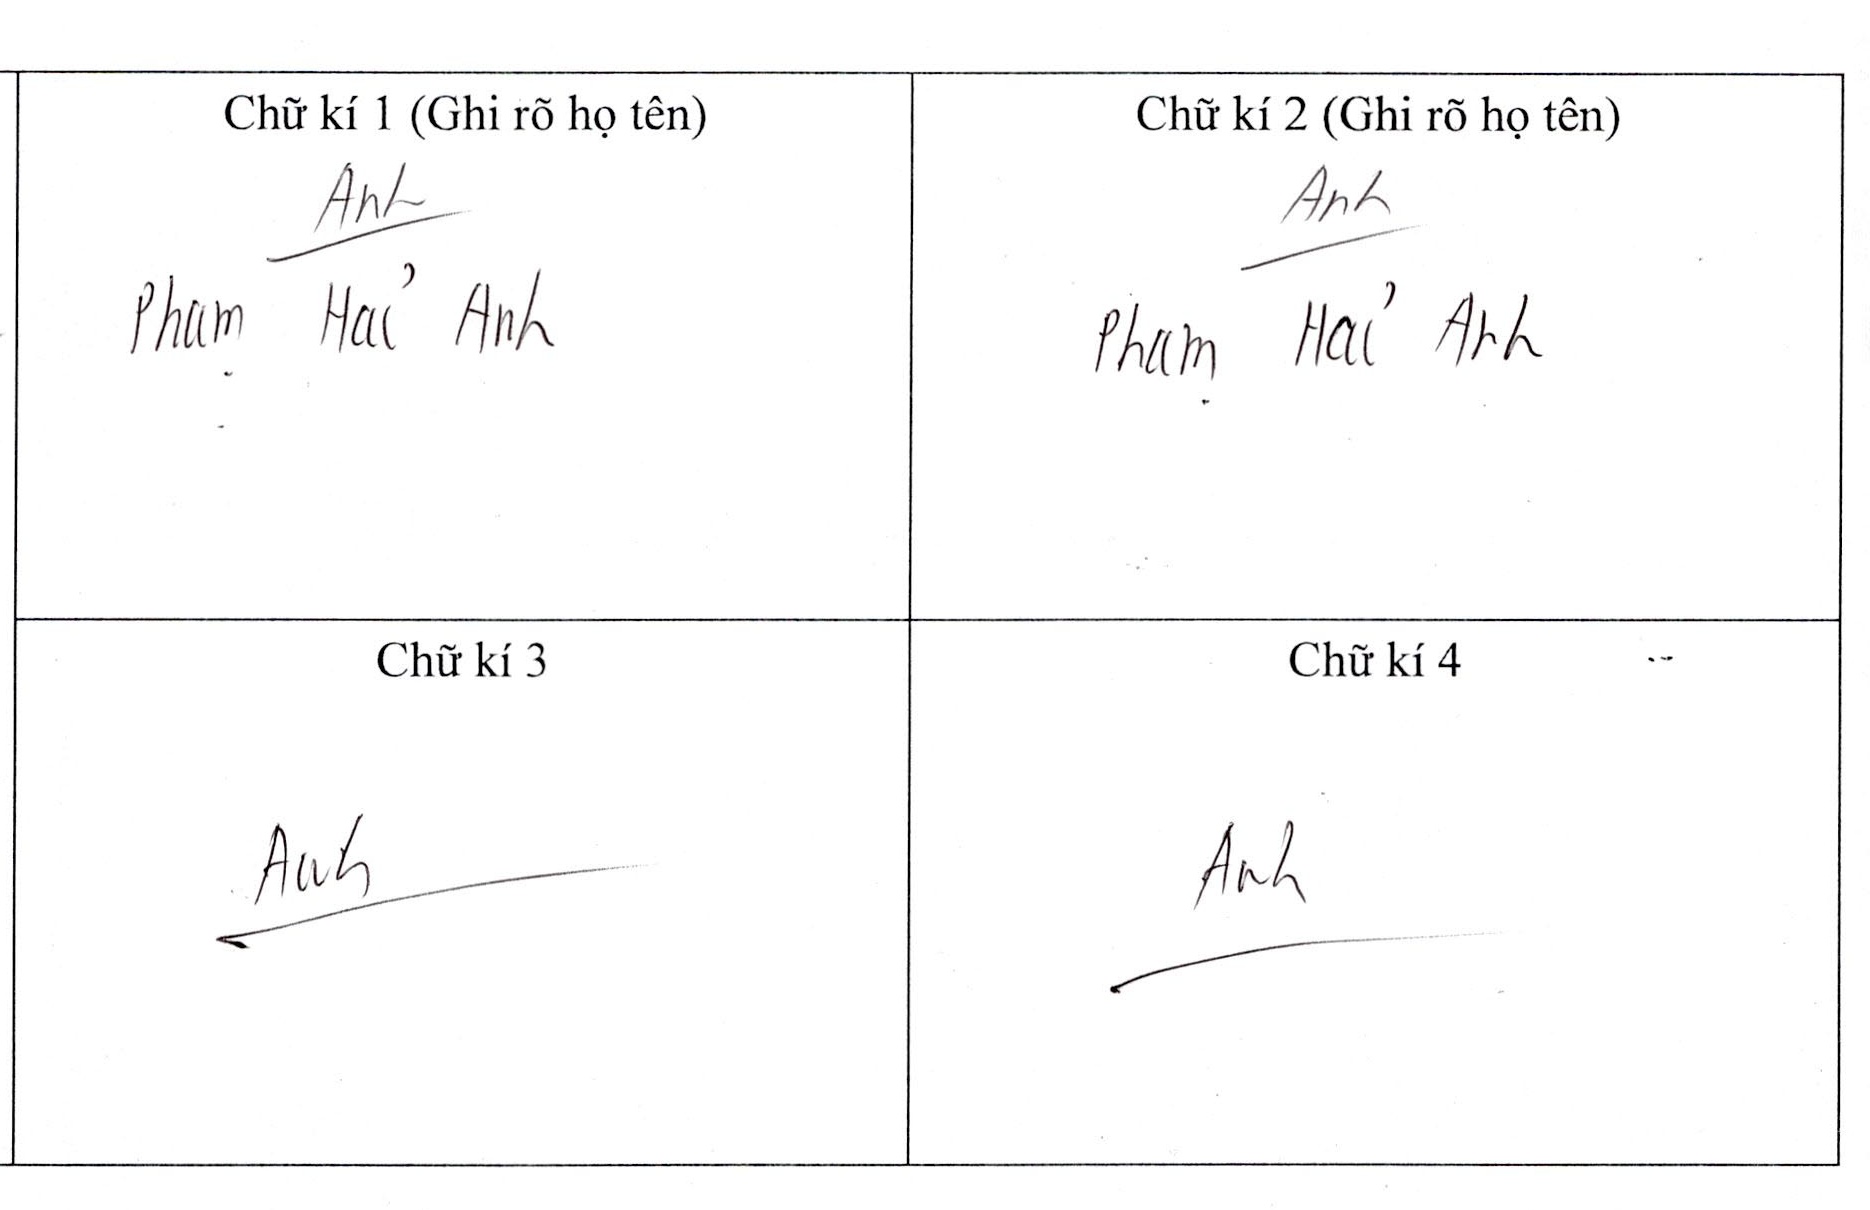 Chữ kí 1 (Ghi rõ họ tên)
Anh
Phạm Hải Anh
Chữ kí 2 (Ghi rõ họ tên)
Anh
Phạm Hải Anh
Chữ kí 3
Anh
Chữ kí 4
Anh